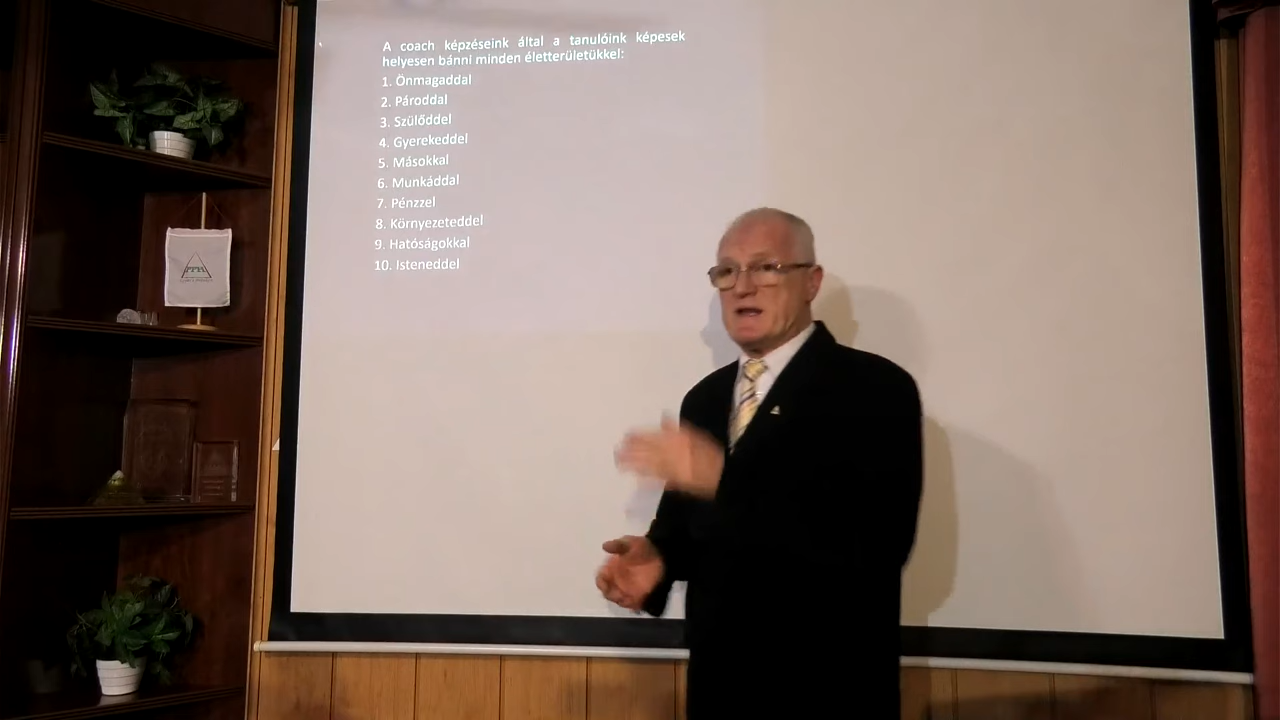 A coach képzéseink által a tanulóink képesek
helyesen bánni minden életterületükkel:
1. Önmagaddal
2. Pároddal
3. Szülőddel
4. Gyerekeddel
5. Másokkal
6. Munkáddal
7. Pénzzel
8. Környezeteddel
9. Hatóságokkal
10. Isteneddel